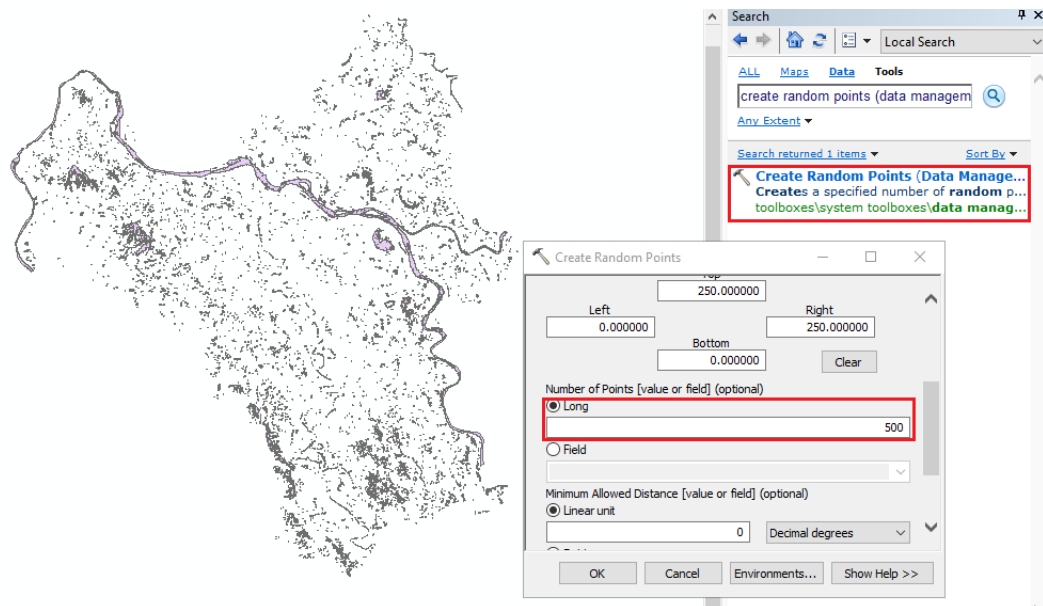 Search
Local Search
ALL Maps Data Tools
create random points (data managem
Any Extent
Search returned 1 items Sort By
Create Random Points (Data Manage...
Creates a specified number of random p...
toolboxes\system toolboxes\data manag...
Create Random Points
Top
250.000000
Left Right
0.000000 250.000000
Bottom
0.000000 Clear
Number of Points [value or field] (optional)
Long
500
Field
Minimum Allowed Distance [value or field] (optional)
Linear unit
0 Decimal degrees
OK Cancel Environments... Show Help >>